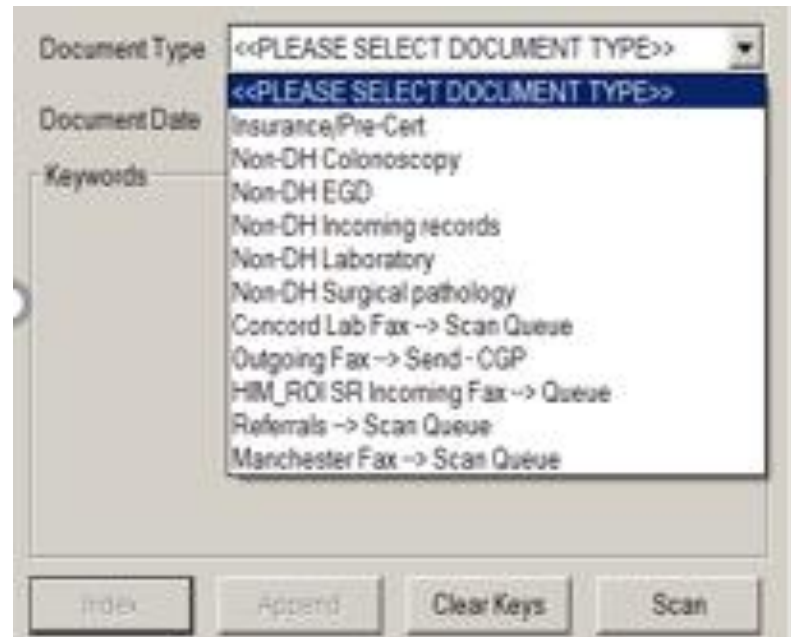 Document Type <<PLEASE SELECT DOCUMENT TYPE>>
<<PLEASE SELECT DOCUMENT TYPE>>
Document Date
Insurance/Pre-Cert
Non-DH Colonoscopy
Keywords
Non-DH EGD
Non-DH Incoming records
Non-DH Laboratory
Non-DH Surgical pathology
Concord Lab Fax --> Scan Queue
Outgoing Fax --> Send - CGP
HIM_ROI SR Incoming Fax --> Queue
Referrals --> Scan Queue
Manchester Fax --> Scan Queue
Index Append Clear Keys Scan